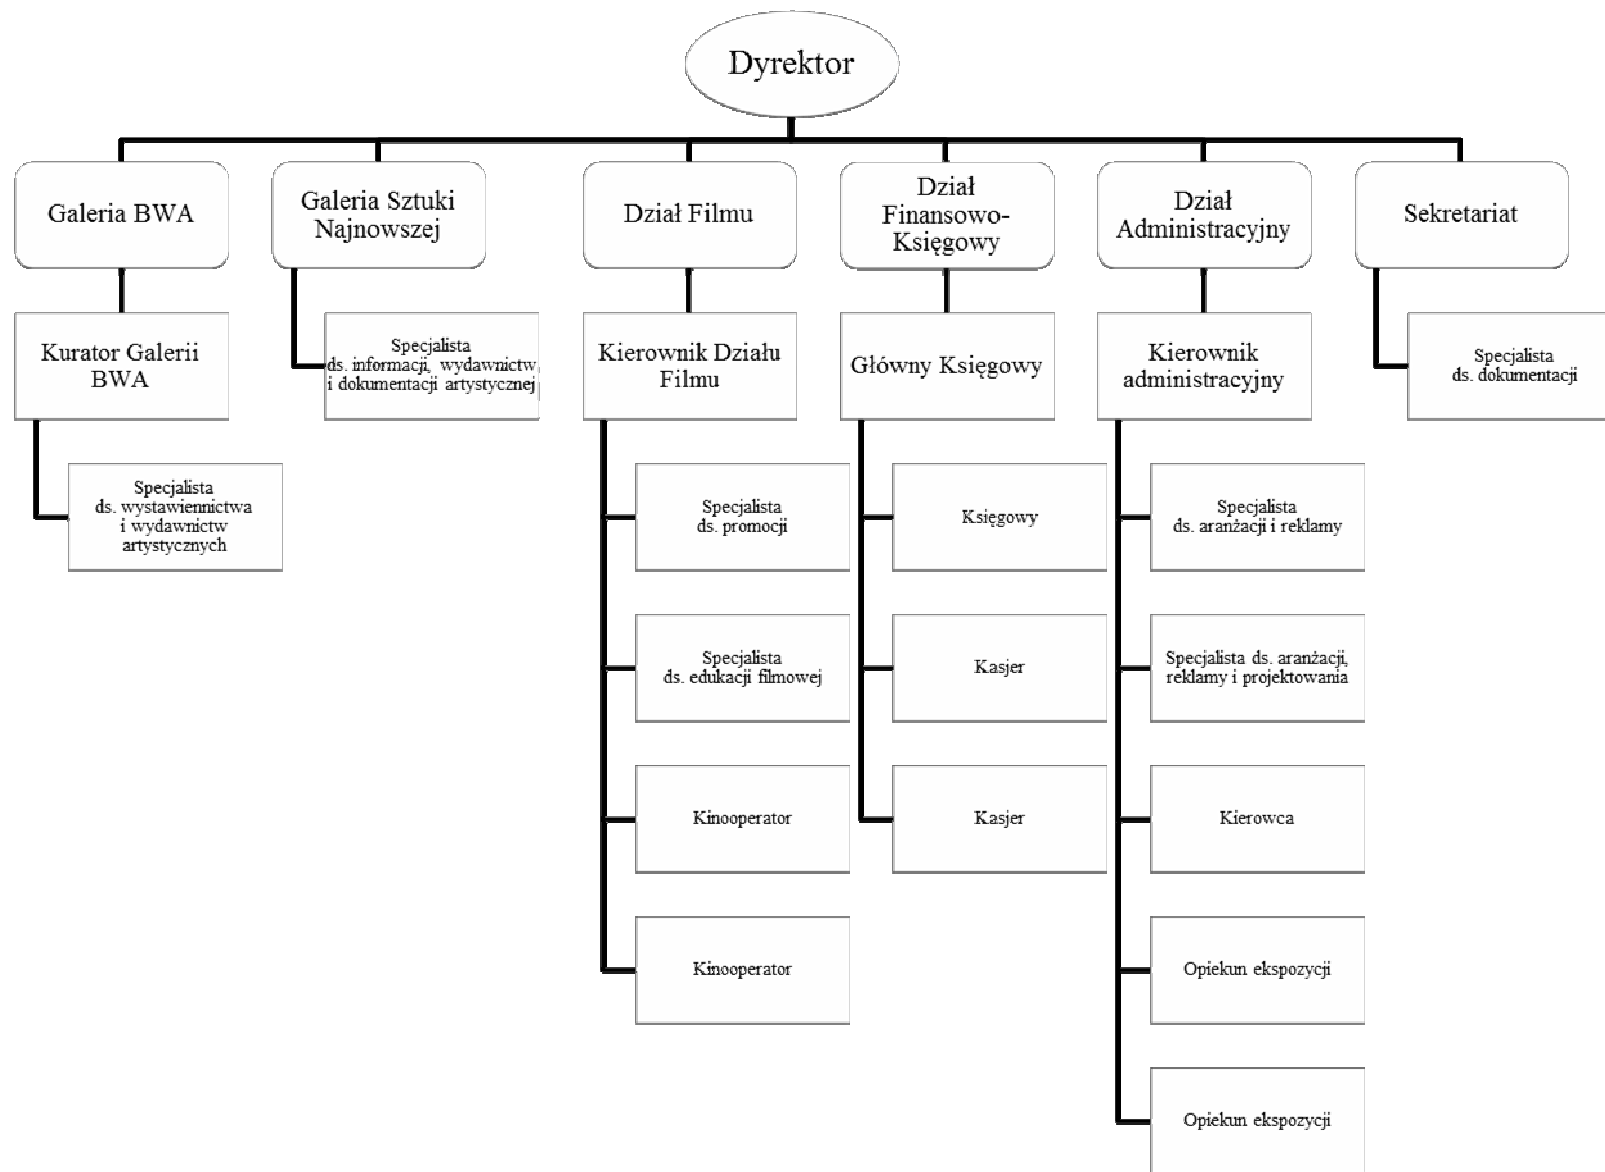 Dyrektor
Galeria BWA
Galeria Sztuki
Najnowszej
Dział Filmu
Dział
Finansowo-
Księgowy
Dział
Administracyjny
Sekretariat
Kurator Galerii
BWA
Specjalista
ds. informacji, wydawnictw
i dokumentacji artystycznej
Kierownik Działu
Filmu
Główny Księgowy
Kierownik
administracyjny
Specjalista
ds. dokumentacji
Specjalista
ds. wystawiennictwa
i wydawnictw
artystycznych
Specjalista
ds. promocji
Księgowy
Specjalista
ds. aranżacji i reklamy
Specjalista
ds. edukacji filmowej
Kasjer
Specjalista ds. aranżacji,
reklamy i projektowania
Kinooperator
Kasjer
Kierowca
Kinooperator
Opiekun ekspozycji
Opiekun ekspozycji